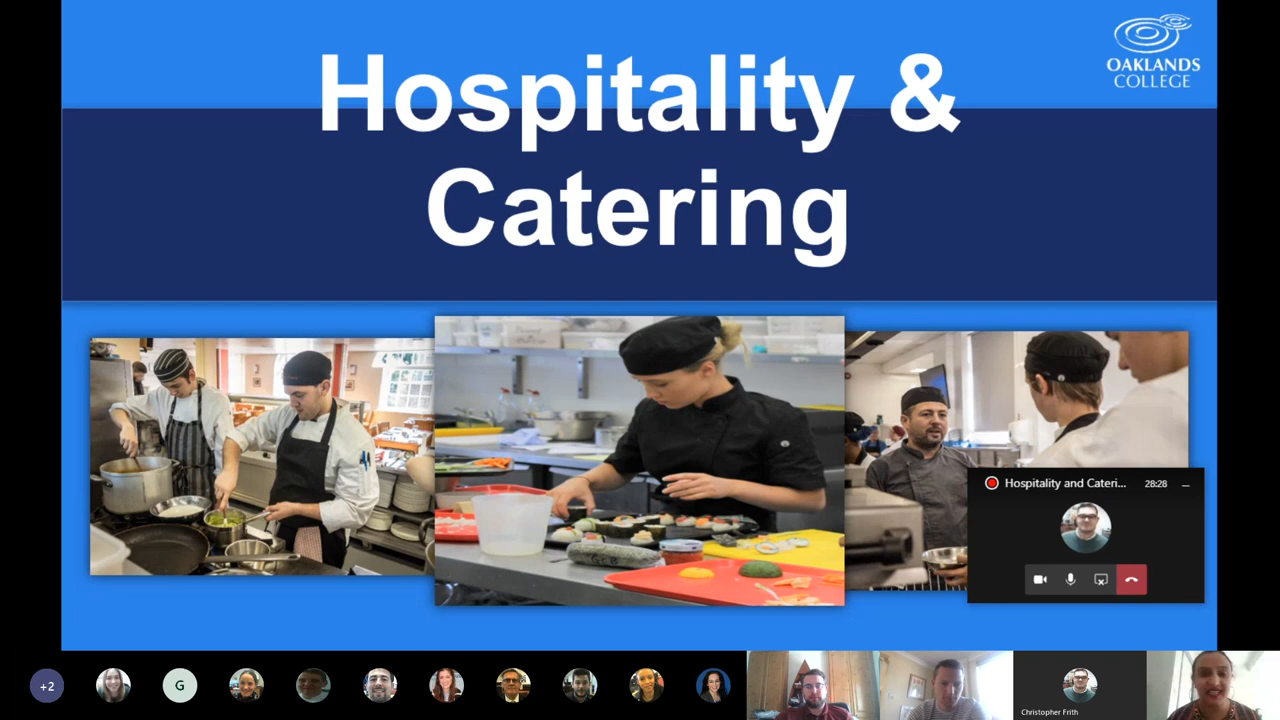 Hospitality &
Catering
OAKLANDS
COLLEGE
Hospitality and Cateri...
28:28
+2
G
Christopher Frith